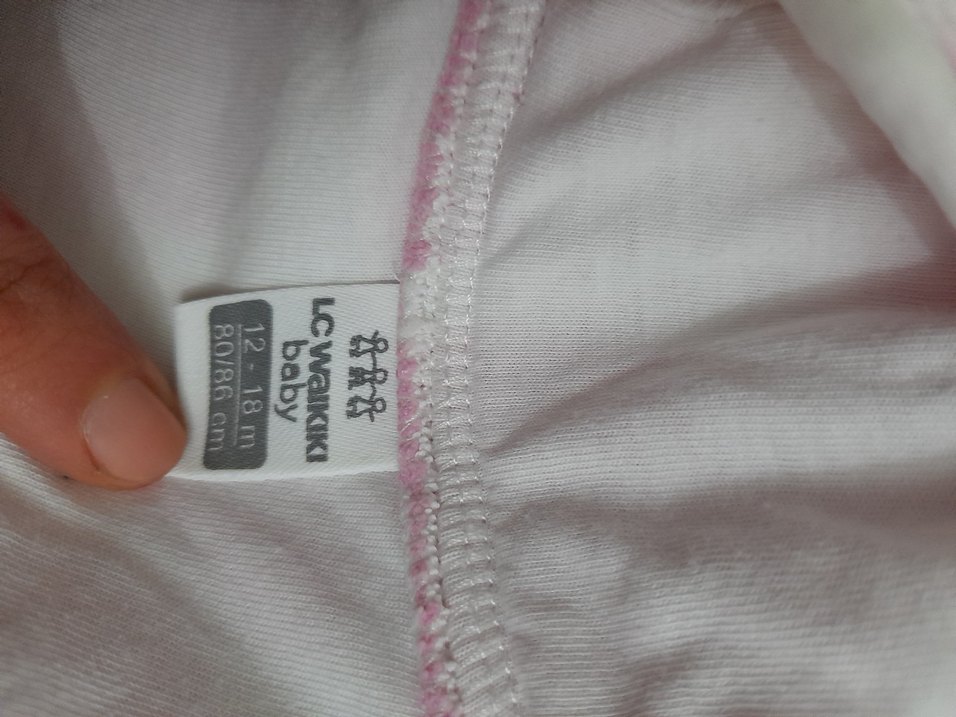 LC WAIKIKI
baby
12 - 18 m
80/86 cm